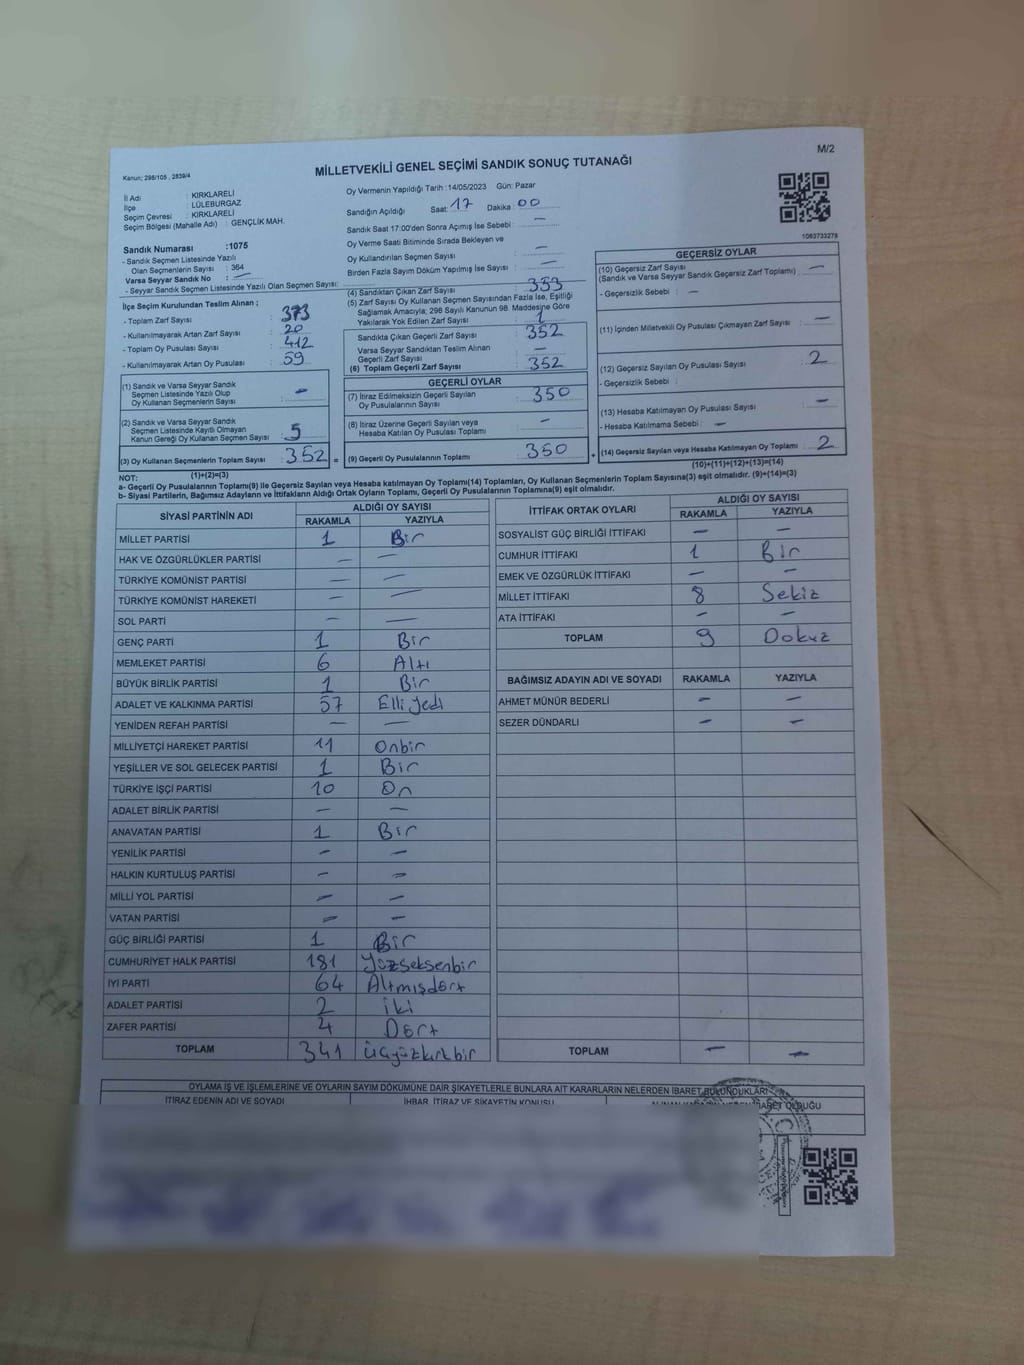 M/2
MİLLETVEKİLİ GENEL SEÇİMİ SANDIK SONUÇ TUTANAĞI
Kanun; 298/105 , 2839/4
İl Adı : KIRKLARELİ
İlçe : LÜLEBURGAZ
Seçim Çevresi : KIRKLARELİ
Seçim Bölgesi (Mahalle Adı) : GENÇLİK MAH.
Sandık Numarası :1075
- Sandık Seçmen Listesinde Yazılı
Olan Seçmenlerin Sayısı : 364
Varsa Seyyar Sandık No : —
- Seyyar Sandık Seçmen Listesinde Yazılı Olan Seçmen Sayısı:
Oy Vermenin Yapıldığı Tarih :14/05/2023 Gün: Pazar
Sandığın Açıldığı Saat: 17 Dakika : 00
Sandık Saat 17:00'den Sonra Açımış İse Sebebi : —
Oy Verme Saati Bitiminde Sırada Bekleyen ve
Oy Kullandırılan Seçmen Sayısı : —
Birden Fazla Sayım Döküm Yapılmış İse Sayısı : —
1063733278
İlçe Seçim Kurulundan Teslim Alınan ;
- Toplam Zarf Sayısı : 373
- Kullanılmayarak Artan Zarf Sayısı : 20
- Toplam Oy Pusulası Sayısı : 412
- Kullanılmayarak Artan Oy Pusulası : 59
(1) Sandık ve Varsa Seyyar Sandık
Seçmen Listesinde Yazılı Olup
Oy Kullanan Seçmenlerin Sayısı : —
(2) Sandık ve Varsa Seyyar Sandık
Seçmen Listesinde Kayıtlı Olmayan
Kanun Gereği Oy Kullanan Seçmen Sayısı : 5
(3) Oy Kullanan Seçmenlerin Toplam Sayısı : 352 =
(4) Sandıktan Çıkan Zarf Sayısı : 353
(5) Zarf Sayısı Oy Kullanan Seçmen Sayısından Fazla İse, Eşitliği
Sağlamak Amacıyla; 298 Sayılı Kanunun 98. Maddesine Göre
Yakılarak Yok Edilen Zarf Sayısı : 1
Sandıkta Çıkan Geçerli Zarf Sayısı : 352
Varsa Seyyar Sandıktan Teslim Alınan
Geçerli Zarf Sayısı : —
(6) Toplam Geçerli Zarf Sayısı : 352
GEÇERLİ OYLAR
(7) İtiraz Edilmeksizin Geçerli Sayılan
Oy Pusulalarının Sayısı : 350
(8) İtiraz Üzerine Geçerli Sayılan veya
Hesaba Katılan Oy Pusulası Toplamı : —
(9) Geçerli Oy Pusulalarının Toplamı : 350 +
GEÇERSİZ OYLAR
(10) Geçersiz Zarf Sayısı
(Sandık ve Varsa Seyyar Sandık Geçersiz Zarf Toplamı) : —
- Geçersizlik Sebebi : —
(11) İçinden Milletvekili Oy Pusulası Çıkmayan Zarf Sayısı : —
(12) Geçersiz Sayılan Oy Pusulası Sayısı : 2
- Geçersizlik Sebebi :
(13) Hesaba Katılmayan Oy Pusulası Sayısı : —
- Hesaba Katılmama Sebebi : —
(14) Geçersiz Sayılan veya Hesaba Katılmayan Oy Toplamı : 2
NOT: (1)+(2)=(3)
(10)+(11)+(12)+(13)=(14)
a- Geçerli Oy Pusulalarının Toplamı(9) ile Geçersiz Sayılan veya Hesaba katılmayan Oy Toplamı(14) Toplamları, Oy Kullanan Seçmenlerin Toplam Sayısına(3) eşit olmalıdır. (9)+(14)=(3)
b- Siyasi Partilerin, Bağımsız Adayların ve İttifakların Aldığı Ortak Oyların Toplamı, Geçerli Oy Pusulalarının Toplamına(9) eşit olmalıdır.
SİYASİ PARTİNİN ADI ALDIĞI OY SAYISI
RAKAMLA YAZIYLA
MİLLET PARTİSİ 1 Bir
HAK VE ÖZGÜRLÜKLER PARTİSİ — —
TÜRKİYE KOMÜNİST PARTİSİ — —
TÜRKİYE KOMÜNİST HAREKETİ — —
SOL PARTİ — —
GENÇ PARTİ 1 Bir
MEMLEKET PARTİSİ 6 Altı
BÜYÜK BİRLİK PARTİSİ 1 Bir
ADALET VE KALKINMA PARTİSİ 57 Elli yedi
YENİDEN REFAH PARTİSİ — —
MİLLİYETÇİ HAREKET PARTİSİ 11 Onbir
YEŞİLLER VE SOL GELECEK PARTİSİ 1 Bir
TÜRKİYE İŞÇİ PARTİSİ 10 On
ADALET BİRLİK PARTİSİ — —
ANAVATAN PARTİSİ 1 Bir
YENİLİK PARTİSİ — —
HALKIN KURTULUŞ PARTİSİ — —
MİLLİ YOL PARTİSİ — —
VATAN PARTİSİ — —
GÜÇ BİRLİĞİ PARTİSİ 1 Bir
CUMHURİYET HALK PARTİSİ 181 Yüzseksenbir
İYİ PARTİ 64 Altmışdört
ADALET PARTİSİ 2 İki
ZAFER PARTİSİ 4 Dört
TOPLAM 341 üçyüzkırkbir
İTTİFAK ORTAK OYLARI ALDIĞI OY SAYISI
RAKAMLA YAZIYLA
SOSYALİST GÜÇ BİRLİĞİ İTTİFAKI — —
CUMHUR İTTİFAKI 1 Bir
EMEK VE ÖZGÜRLÜK İTTİFAKI — —
MİLLET İTTİFAKI 8 Sekiz
ATA İTTİFAKI — —
TOPLAM 9 Dokuz
BAĞIMSIZ ADAYIN ADI VE SOYADI RAKAMLA YAZIYLA
AHMET MÜNÜR BEDERLİ — —
SEZER DÜNDARLI — —
TOPLAM — —
OYLAMA İŞ VE İŞLEMLERİNE VE OYLARIN SAYIM DÖKÜMÜNE DAİR ŞİKAYETLERLE BUNLARA AİT KARARLARIN NELERDEN İBARET BULUNDUKLARI
İTİRAZ EDENİN ADI VE SOYADI İHBAR, İTİRAZ VE ŞİKAYETİN KONUSU